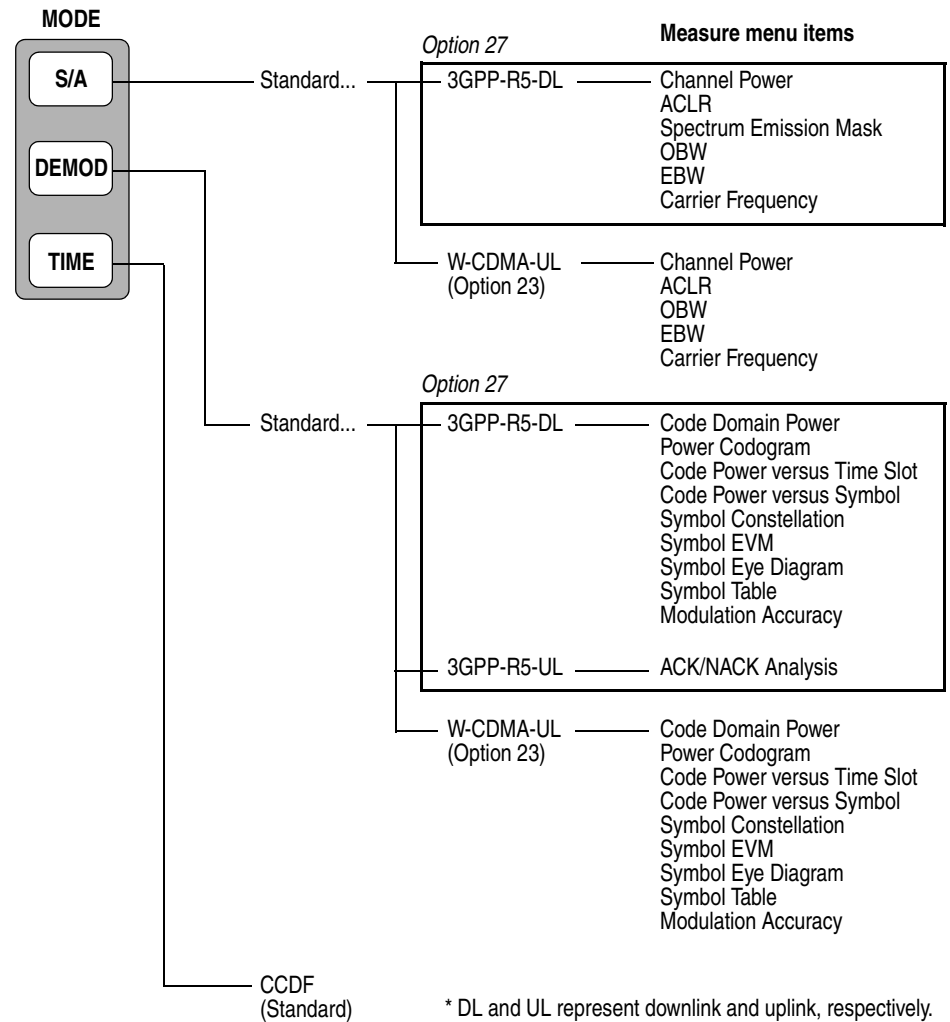 MODE
Option 27
Measure menu items
S/A
Standard...
3GPP-R5-DL
Channel Power
ACLR
Spectrum Emission Mask
OBW
EBW
Carrier Frequency
DEMOD
TIME
W-CDMA-UL
(Option 23)
Channel Power
ACLR
OBW
EBW
Carrier Frequency
Option 27
Standard...
3GPP-R5-DL
Code Domain Power
Power Codogram
Code Power versus Time Slot
Code Power versus Symbol
Symbol Constellation
Symbol EVM
Symbol Eye Diagram
Symbol Table
Modulation Accuracy
3GPP-R5-UL
ACK/NACK Analysis
W-CDMA-UL
(Option 23)
Code Domain Power
Power Codogram
Code Power versus Time Slot
Code Power versus Symbol
Symbol Constellation
Symbol EVM
Symbol Eye Diagram
Symbol Table
Modulation Accuracy
CCDF
(Standard)
* DL and UL represent downlink and uplink, respectively.